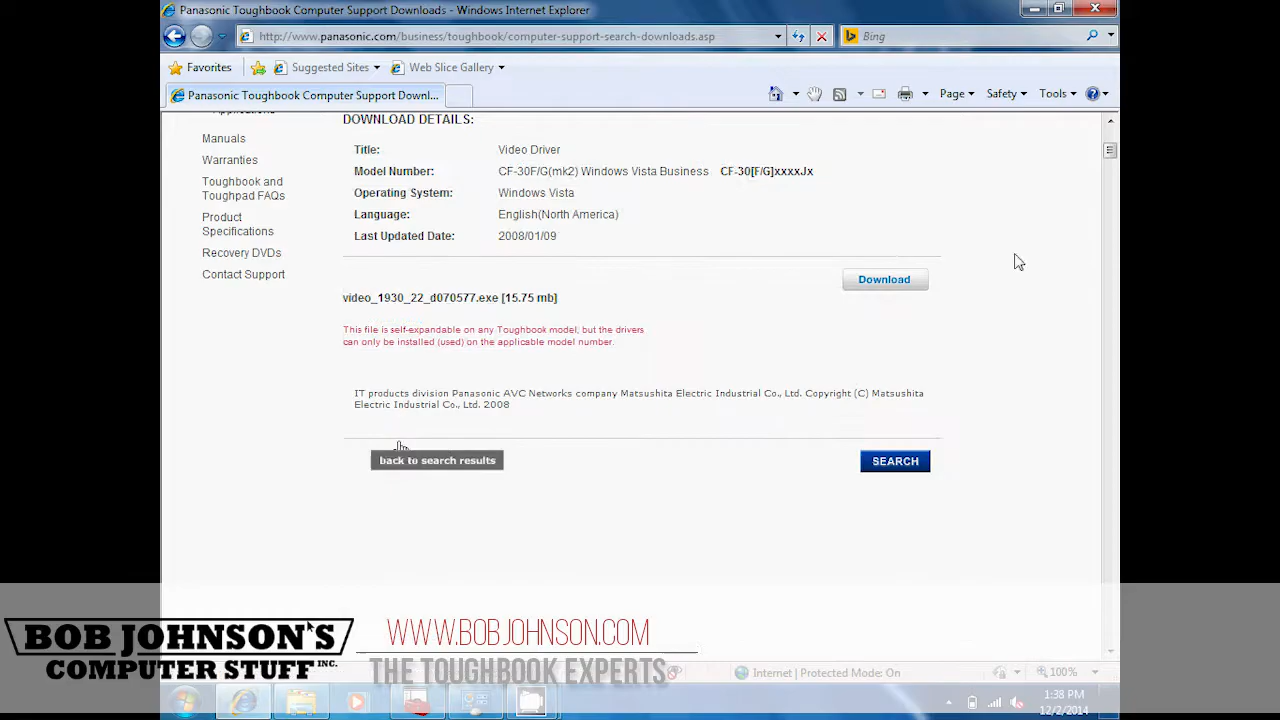 Panasonic Toughbook Computer Support Downloads - Windows Internet Explorer
http://www.panasonic.com/business/toughbook/computer-support-search-downloads.asp
Bing
Favorites
Suggested Sites
Web Slice Gallery
Panasonic Toughbook Computer Support Downl...
Page
Safety
Tools
DOWNLOAD DETAILS:
Manuals
Warranties
Toughbook and
Toughpad FAQs
Product
Specifications
Recovery DVDs
Contact Support
Title: Video Driver
Model Number: CF-30F/G(mk2) Windows Vista Business CF-30[F/G]xxxxJx
Operating System: Windows Vista
Language: English(North America)
Last Updated Date: 2008/01/09
Download
video_1930_22_d070577.exe [15.75 mb]
This file is self-expandable on any Toughbook model, but the drivers
can only be installed (used) on the applicable model number.
IT products division Panasonic AVC Networks company Matsushita Electric Industrial Co., Ltd. Copyright (C) Matsushita
Electric Industrial Co., Ltd. 2008
back to search results
SEARCH
BOB JOHNSON'S
COMPUTER STUFF INC.
WWW.BOBJOHNSON.COM
THE TOUGHBOOK EXPERTS
Internet | Protected Mode: On
100%
1:38 PM
12/2/2014